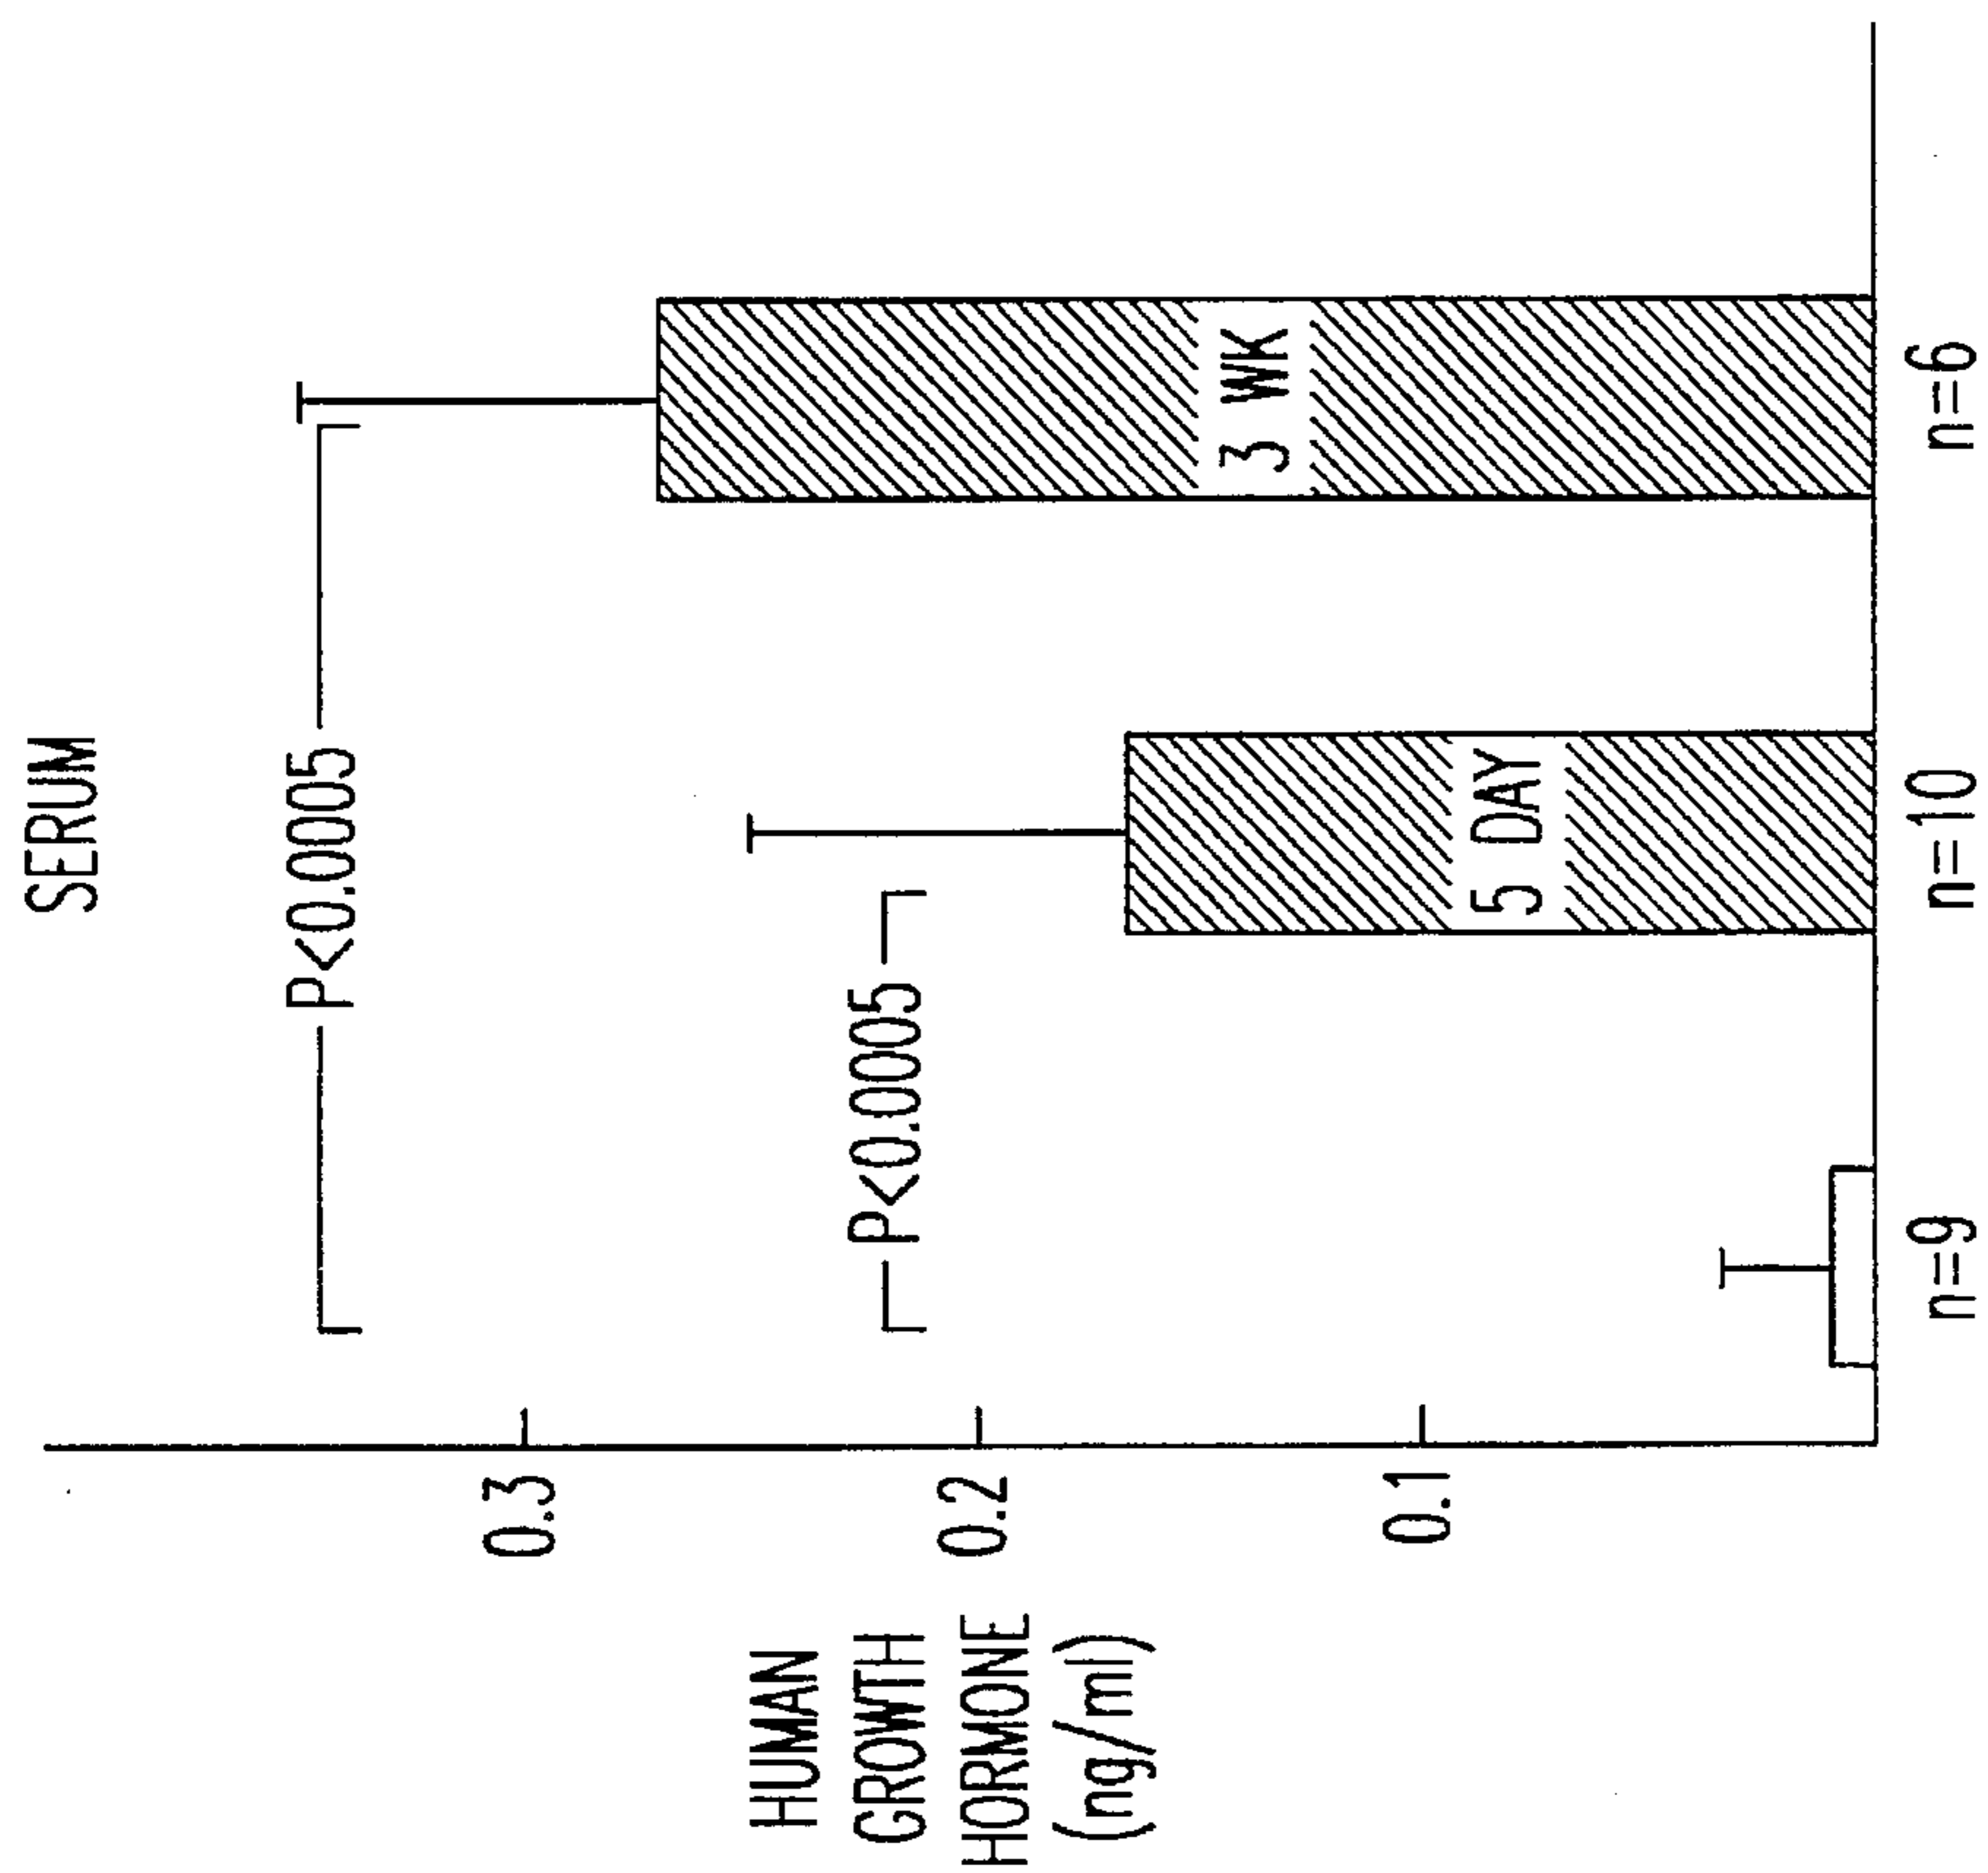 SERUM
P<0.0005
P<0.0005
HUMAN
GROWTH
HORMONE
(ng/ml)
0.3
0.2
0.1
5 DAY
3 WK
n=9
n=10
n=6